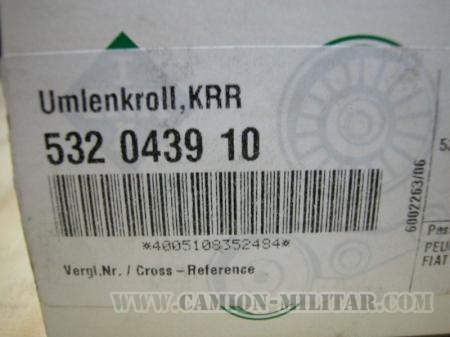 Umlenkroll,KRR
532 0439 10
*4005108352484*
Vergl.Nr. / Cross-Reference
6002263/06
PEU
FIAT
WWW.CAMION-MILITAR.COM